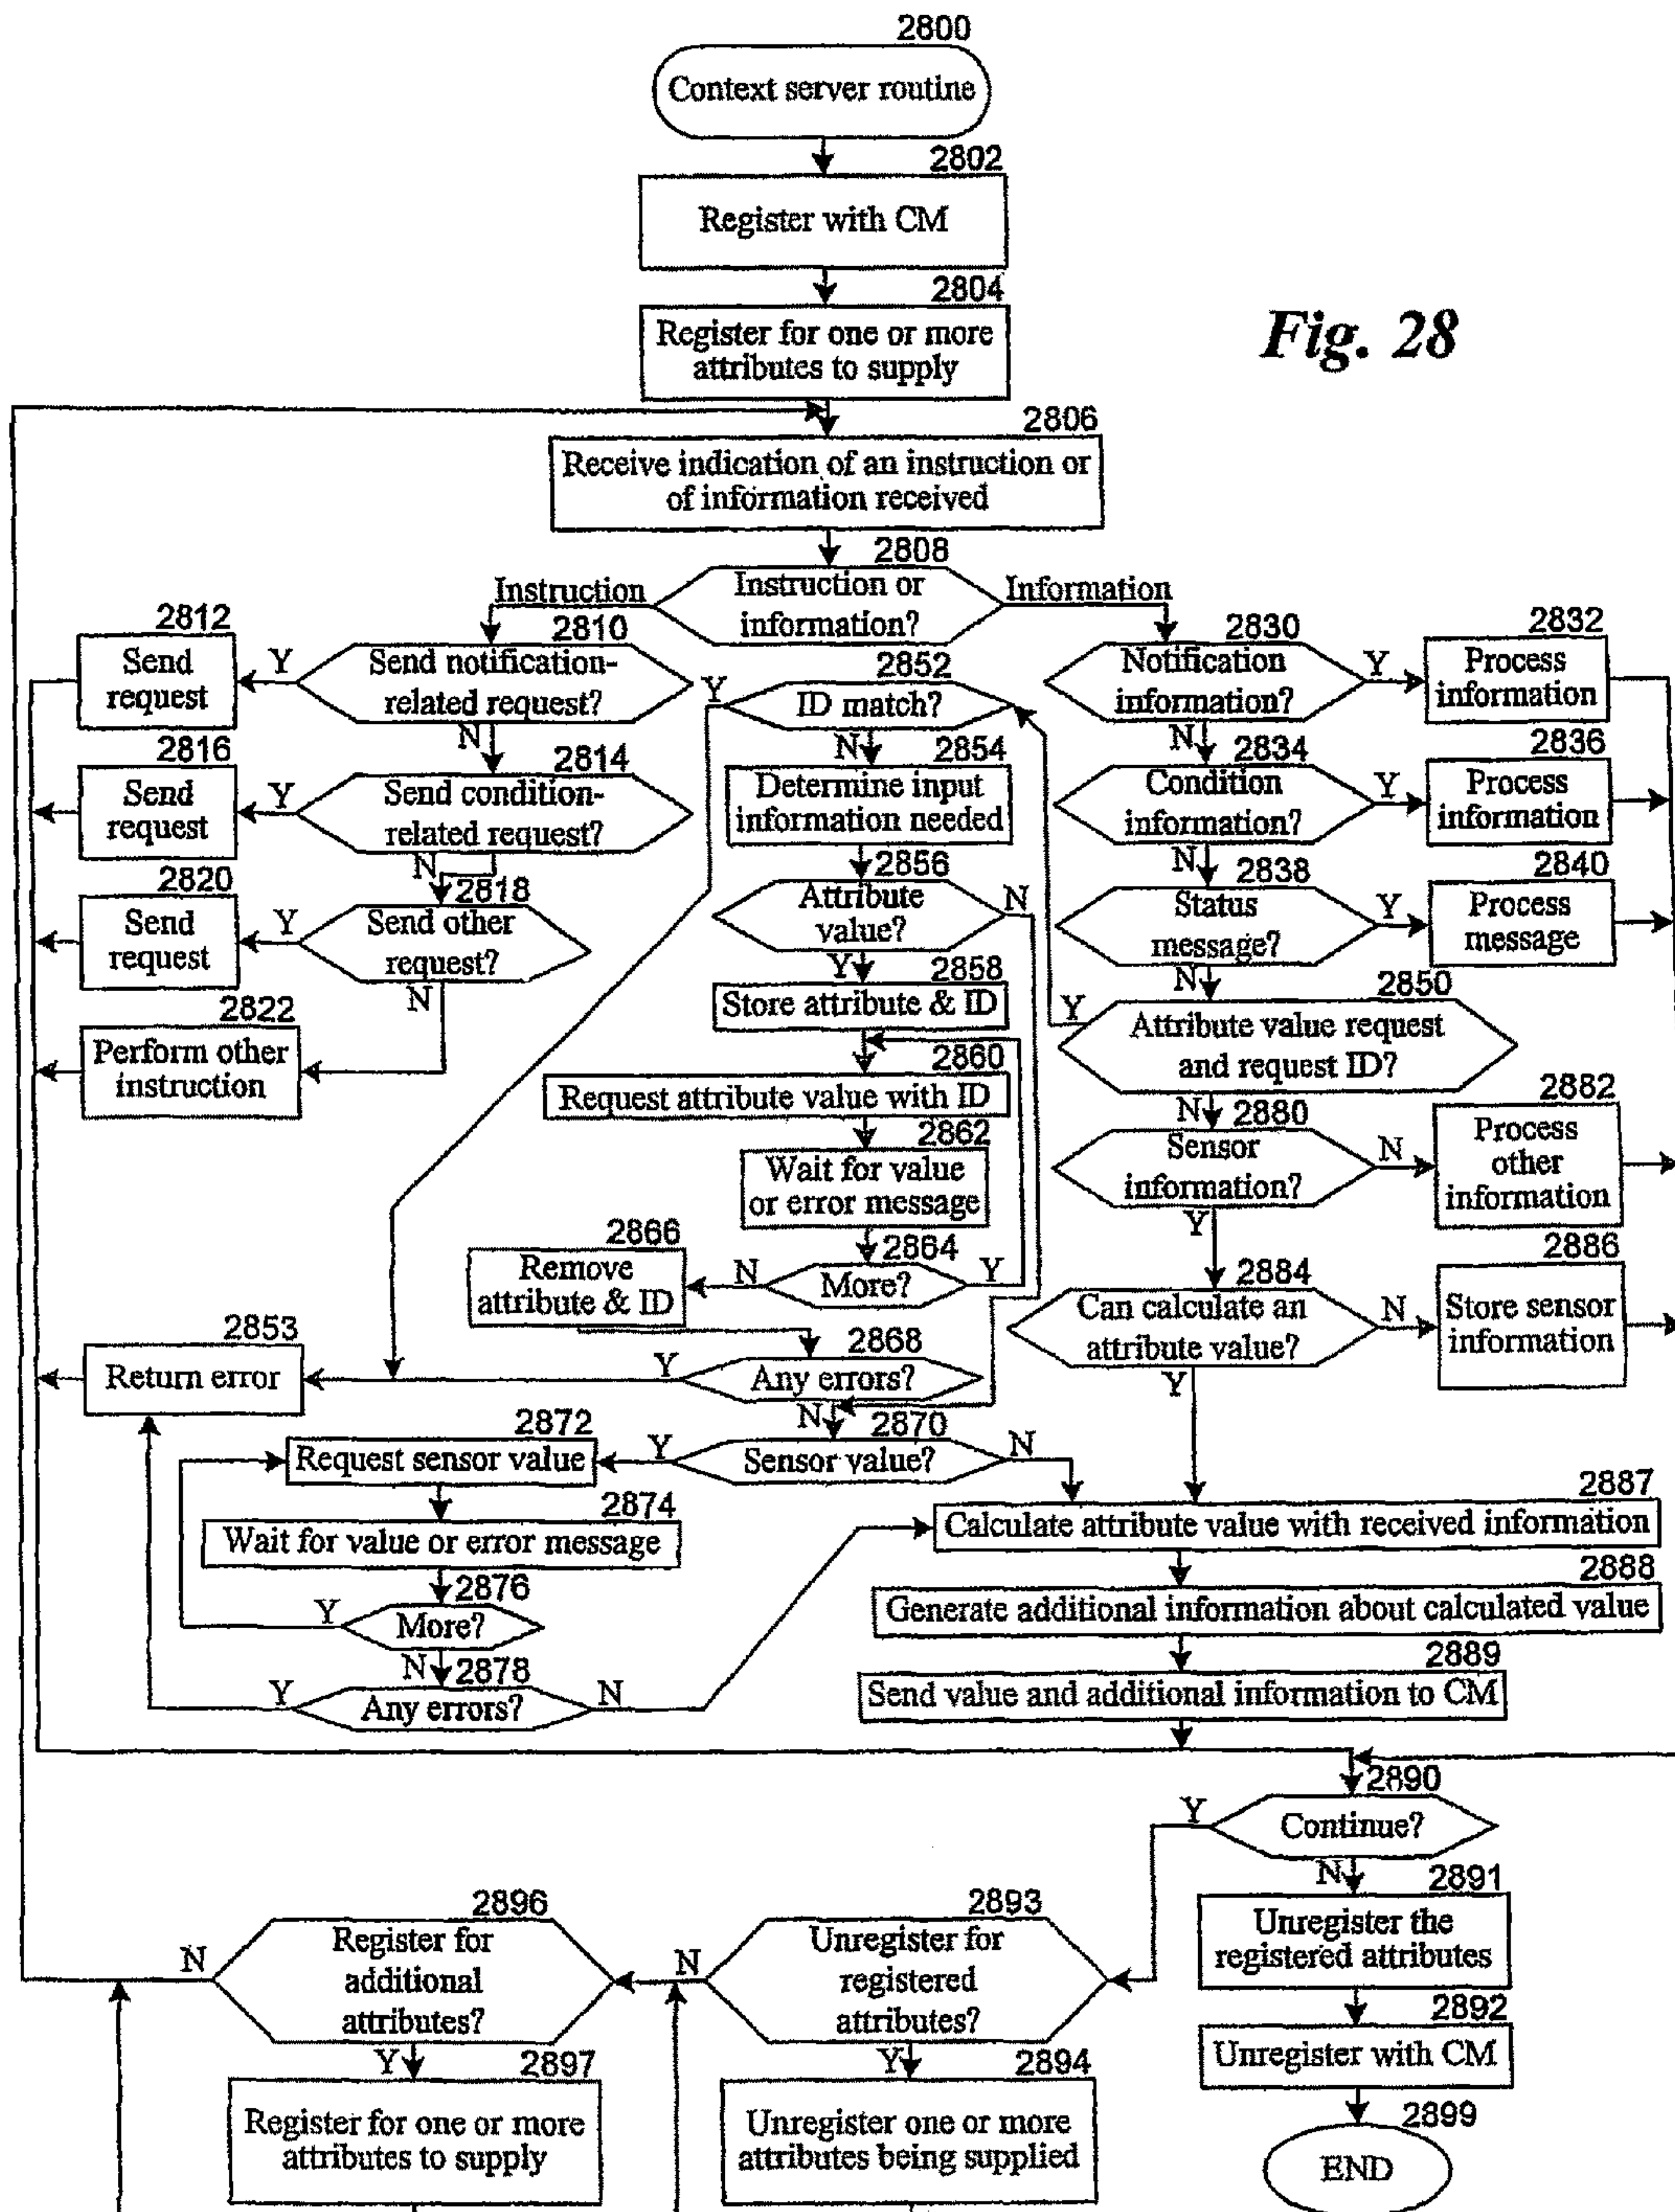 2800
Context server routine
2802
Register with CM
2804
Register for one or more
attributes to supply
Fig. 28
2806
Receive indication of an instruction or
of information received
2808
Instruction or
information?
Instruction
Information
2810
Send notification-
related request?
Y
N
2812
Send
request
2814
Send condition-
related request?
Y
N
2816
Send
request
2818
Send other
request?
Y
N
2820
Send
request
2822
Perform other
instruction
2830
Notification
information?
Y
N
2832
Process
information
2834
Condition
information?
Y
N
2836
Process
information
2838
Status
message?
Y
N
2840
Process
message
2850
Attribute value request
and request ID?
Y
N
2852
ID match?
Y
N
2854
Determine input
information needed
2856
Attribute
value?
N
Y
2858
Store attribute & ID
2860
Request attribute value with ID
2862
Wait for value
or error message
2864
More?
N
Y
2866
Remove
attribute & ID
2853
Return error
2868
Any errors?
Y
N
2870
Sensor value?
Y
N
2872
Request sensor value
2874
Wait for value or error message
2876
More?
Y
N
2878
Any errors?
Y
N
2880
Sensor
information?
N
Y
2882
Process
other
information
2884
Can calculate an
attribute value?
N
Y
2886
Store sensor
information
2887
Calculate attribute value with received information
2888
Generate additional information about calculated value
2889
Send value and additional information to CM
2890
Continue?
Y
N
2891
Unregister the
registered attributes
2892
Unregister with CM
2899
END
2893
Unregister for
registered
attributes?
N
Y
2894
Unregister one or more
attributes being supplied
2896
Register for
additional
attributes?
N
Y
2897
Register for one or more
attributes to supply